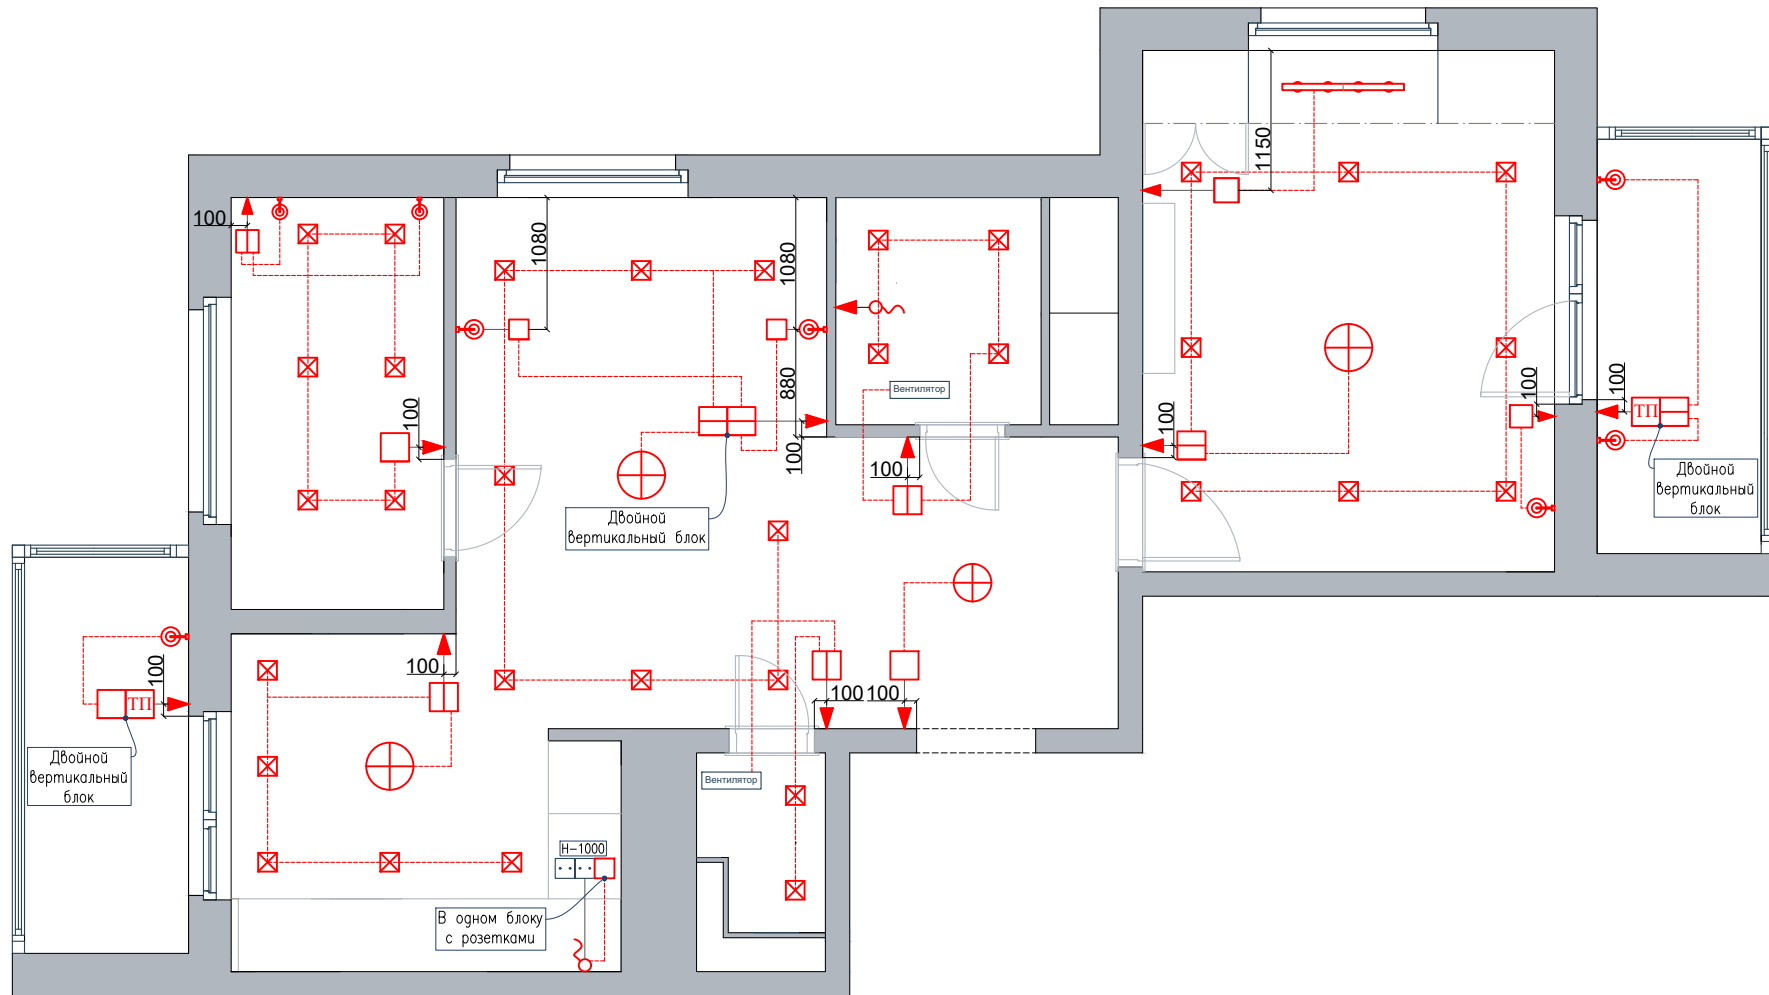 1150
100
1080
1080
880
100
100
Вентилятор
100
100
100
100
ТП
Двойной
вертикальный
блок
100
Двойной
вертикальный блок
100
100
ТП
100
100
Двойной
вертикальный
блок
Вентилятор
H-1000
В одном блоку
с розетками